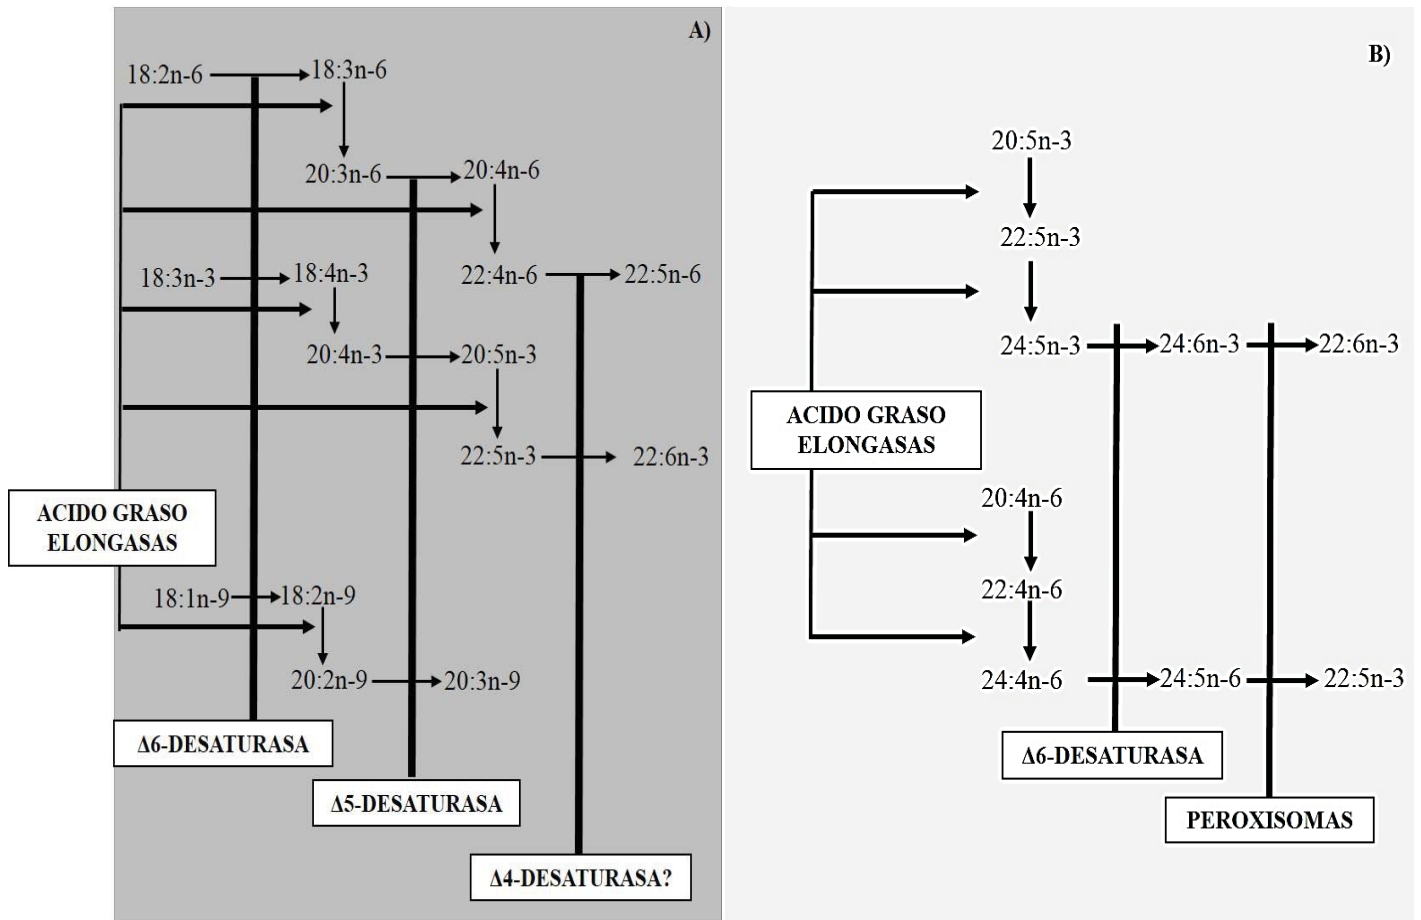 A)
18:2n-6
18:3n-6
20:3n-6
20:4n-6
18:3n-3
18:4n-3
22:4n-6
22:5n-6
20:4n-3
20:5n-3
22:5n-3
22:6n-3
ACIDO GRASO
ELONGASAS
18:1n-9
18:2n-9
20:2n-9
20:3n-9
Δ6-DESATURASA
Δ5-DESATURASA
Δ4-DESATURASA?
B)
20:5n-3
22:5n-3
24:5n-3
24:6n-3
22:6n-3
ACIDO GRASO
ELONGASAS
20:4n-6
22:4n-6
24:4n-6
24:5n-6
22:5n-3
Δ6-DESATURASA
PEROXISOMAS